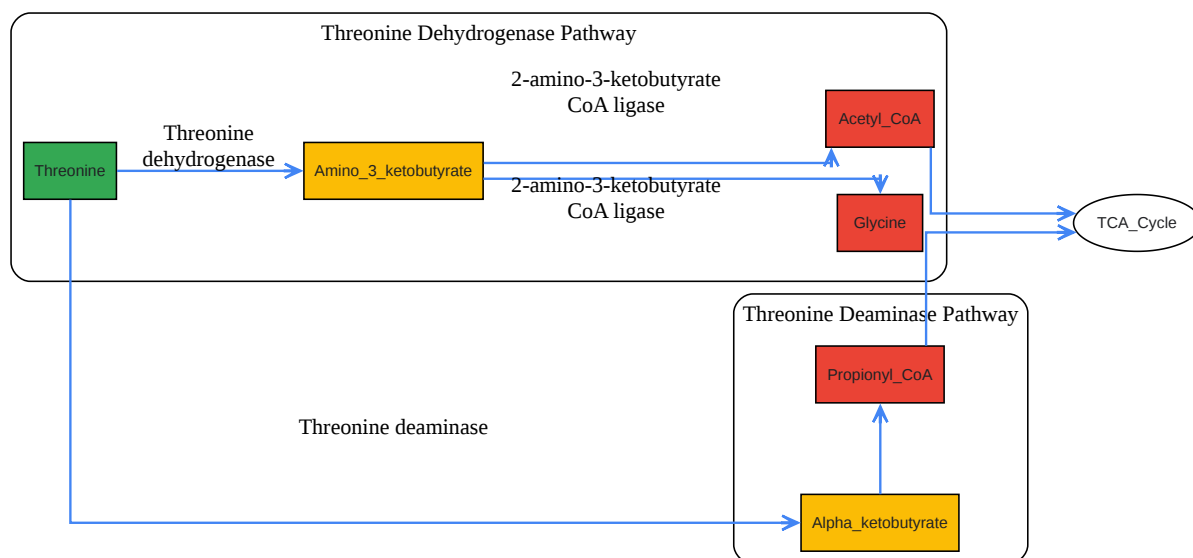 Threonine Dehydrogenase Pathway
2-amino-3-ketobutyrate
CoA ligase
Acetyl_CoA
Threonine
dehydrogenase
Threonine
Amino_3_ketobutyrate
2-amino-3-ketobutyrate
CoA ligase
Glycine
TCA_Cycle
Threonine Deaminase Pathway
Propionyl_CoA
Threonine deaminase
Alpha_ketobutyrate